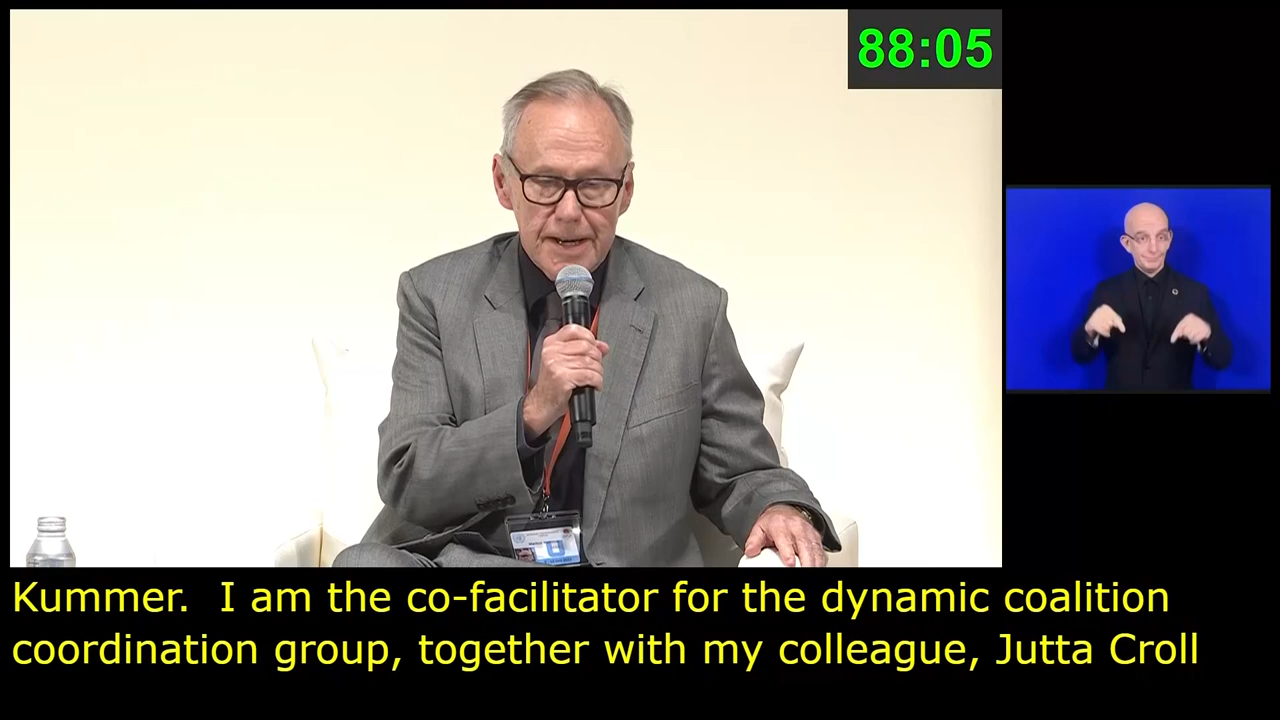 88:05
Kummer.  I am the co-facilitator for the dynamic coalition
coordination group, together with my colleague, Jutta Croll